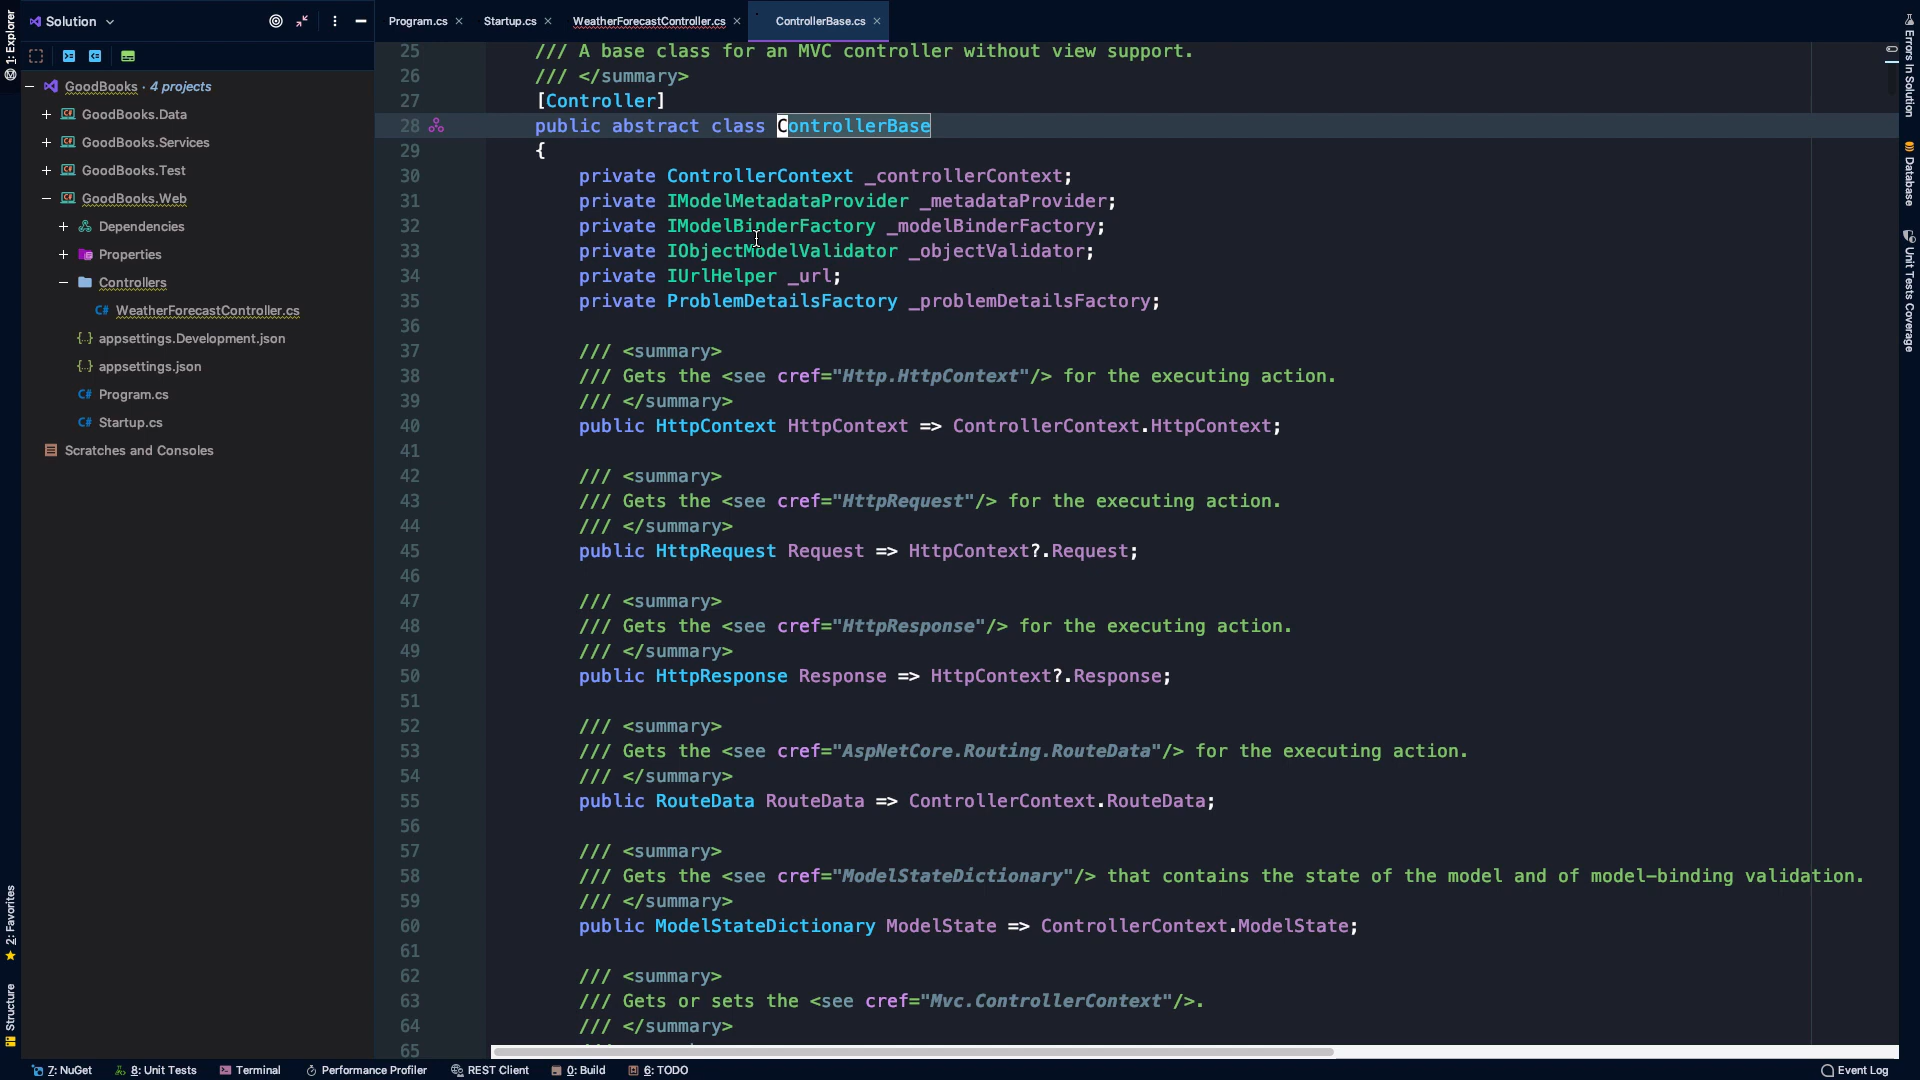 Solution
Program.cs
Startup.cs
WeatherForecastController.cs
ControllerBase.cs
1: Explorer
GoodBooks · 4 projects
GoodBooks.Data
GoodBooks.Services
GoodBooks.Test
GoodBooks.Web
Dependencies
Properties
Controllers
C# WeatherForecastController.cs
{..} appsettings.Development.json
{..} appsettings.json
C# Program.cs
C# Startup.cs
Scratches and Consoles
2: Favorites
Structure
25 /// A base class for an MVC controller without view support.
26 /// </summary>
27 [Controller]
28 public abstract class ControllerBase
29 {
30 private ControllerContext _controllerContext;
31 private IModelMetadataProvider _metadataProvider;
32 private IModelBinderFactory _modelBinderFactory;
33 private IObjectModelValidator _objectValidator;
34 private IUrlHelper _url;
35 private ProblemDetailsFactory _problemDetailsFactory;
36
37 /// <summary>
38 /// Gets the <see cref="Http.HttpContext"/> for the executing action.
39 /// </summary>
40 public HttpContext HttpContext => ControllerContext.HttpContext;
41
42 /// <summary>
43 /// Gets the <see cref="HttpRequest"/> for the executing action.
44 /// </summary>
45 public HttpRequest Request => HttpContext?.Request;
46
47 /// <summary>
48 /// Gets the <see cref="HttpResponse"/> for the executing action.
49 /// </summary>
50 public HttpResponse Response => HttpContext?.Response;
51
52 /// <summary>
53 /// Gets the <see cref="AspNetCore.Routing.RouteData"/> for the executing action.
54 /// </summary>
55 public RouteData RouteData => ControllerContext.RouteData;
56
57 /// <summary>
58 /// Gets the <see cref="ModelStateDictionary"/> that contains the state of the model and of model-binding validation.
59 /// </summary>
60 public ModelStateDictionary ModelState => ControllerContext.ModelState;
61
62 /// <summary>
63 /// Gets or sets the <see cref="Mvc.ControllerContext"/>.
64 /// </summary>
65
Errors In Solution
Database
Unit Tests Coverage
7: NuGet
8: Unit Tests
Terminal
Performance Profiler
REST Client
0: Build
6: TODO
Event Log